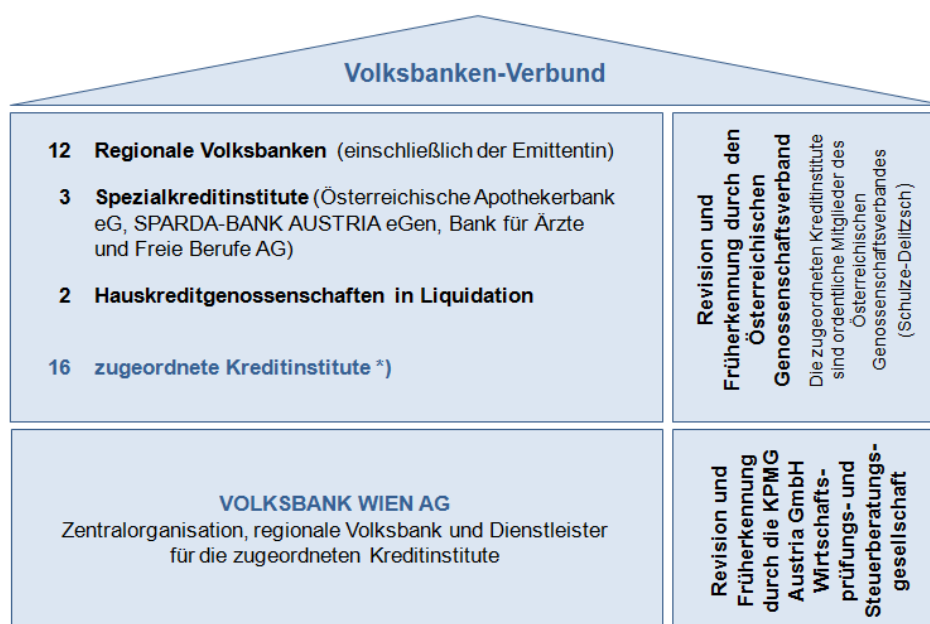 Volksbanken-Verbund
12 Regionale Volksbanken (einschließlich der Emittentin)
3 Spezialkreditinstitute (Österreichische Apothekerbank
eG, SPARDA-BANK AUSTRIA eGen, Bank für Ärzte
und Freie Berufe AG)
2 Hauskreditgenossenschaften in Liquidation
16 zugeordnete Kreditinstitute *)
Revision und
Früherkennung durch den
Österreichischen
Genossenschaftsverband
Die zugeordneten Kreditinstitute
sind ordentliche Mitglieder des
Österreichischen
Genossenschaftsverbandes
(Schulze-Delitzsch)
VOLKSBANK WIEN AG
Zentralorganisation, regionale Volksbank und Dienstleister
für die zugeordneten Kreditinstitute
Revision und
Früherkennung
durch die KPMG
Austria GmbH
Wirtschafts-
prüfungs- und
Steuerberatungs-
gesellschaft